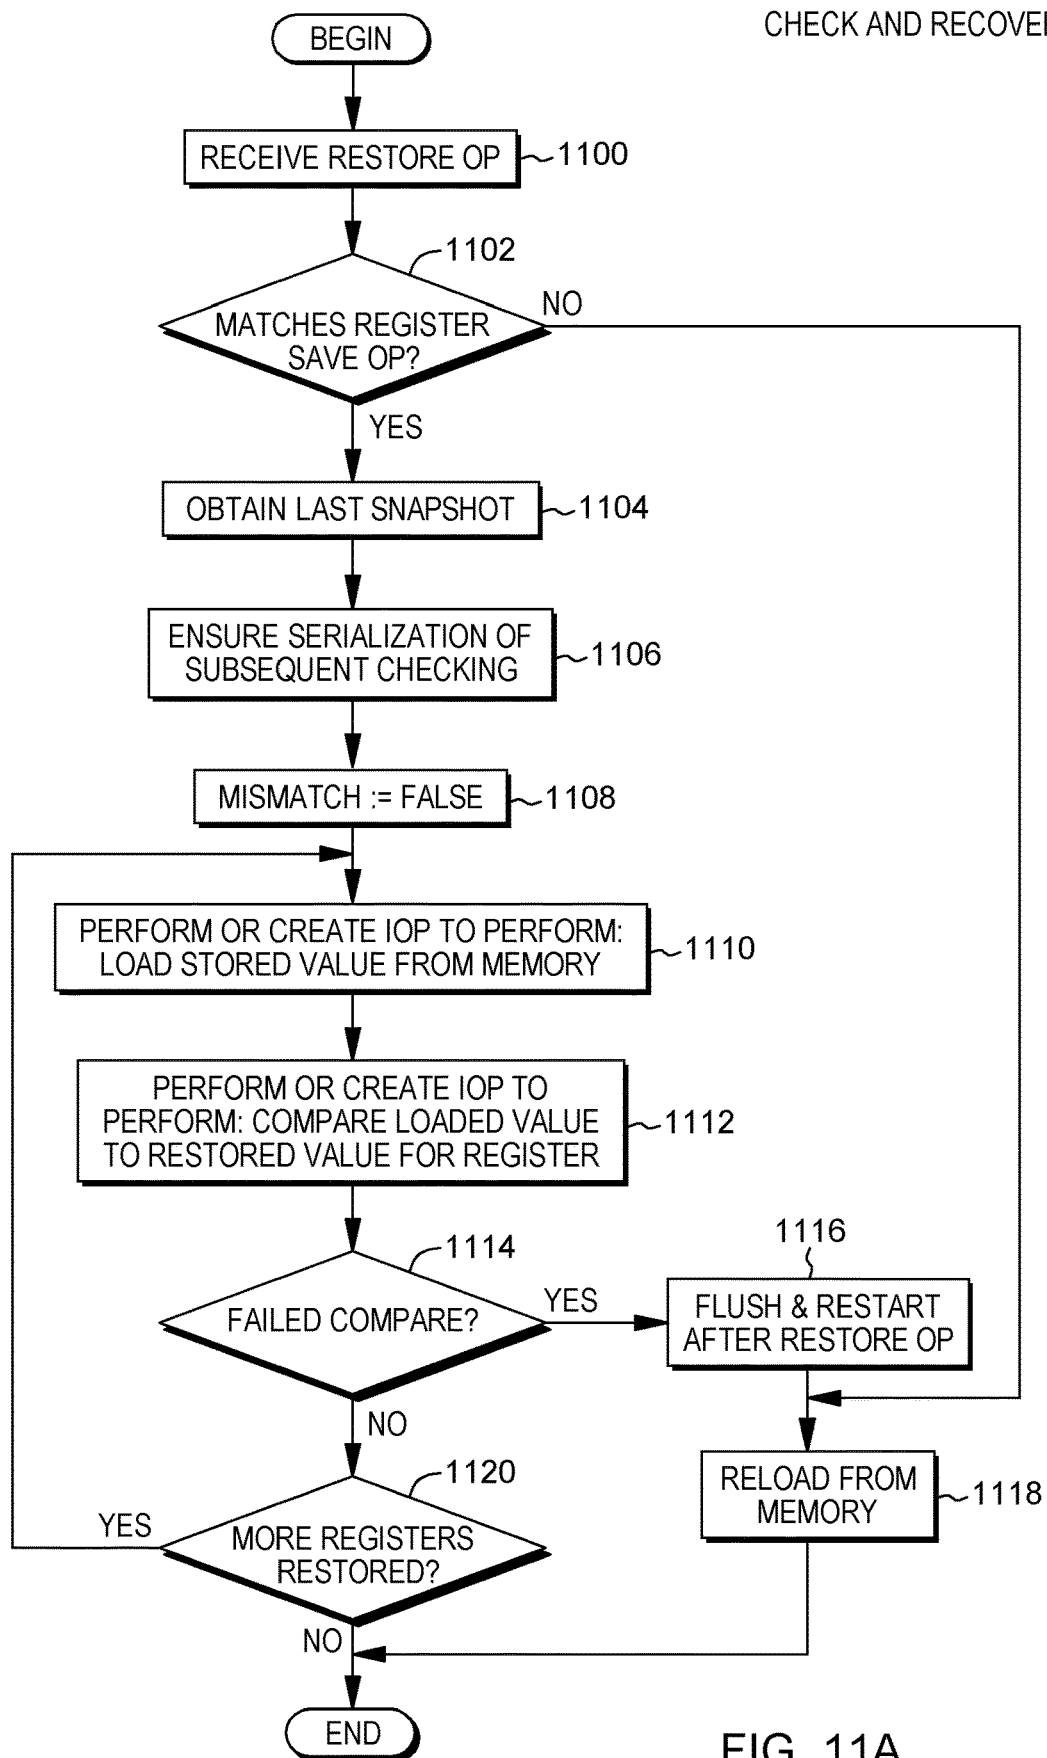 CHECK AND RECOVER
BEGIN
RECEIVE RESTORE OP
1100
1102
MATCHES REGISTER
SAVE OP?
NO
YES
OBTAIN LAST SNAPSHOT
1104
ENSURE SERIALIZATION OF
SUBSEQUENT CHECKING
1106
MISMATCH := FALSE
1108
PERFORM OR CREATE IOP TO PERFORM:
LOAD STORED VALUE FROM MEMORY
1110
PERFORM OR CREATE IOP TO
PERFORM: COMPARE LOADED VALUE
TO RESTORED VALUE FOR REGISTER
1112
1114
FAILED COMPARE?
YES
1116
FLUSH & RESTART
AFTER RESTORE OP
NO
1120
MORE REGISTERS
RESTORED?
YES
RELOAD FROM
MEMORY
1118
NO
END
FIG. 11A